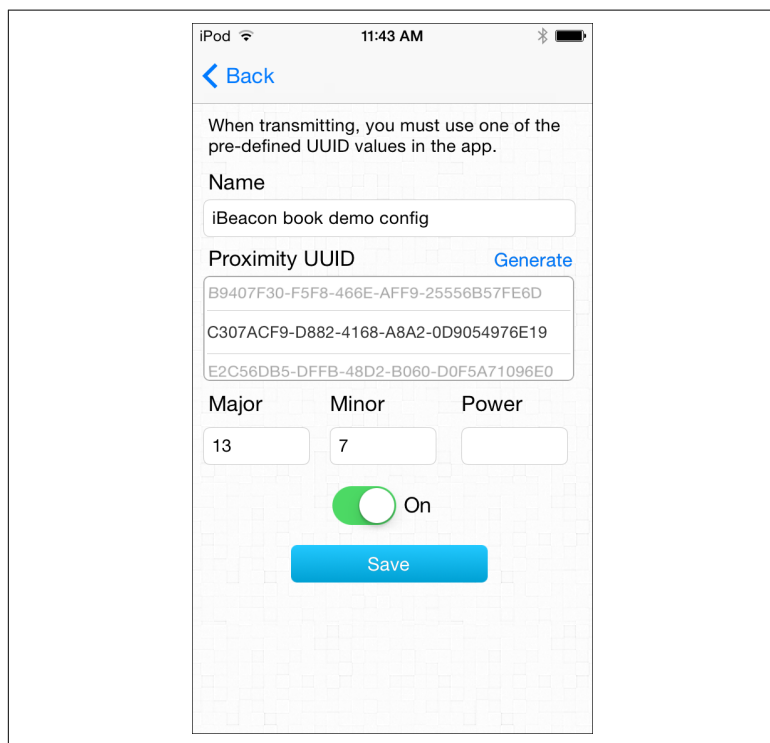 iPod 11:43 AM
Back
When transmitting, you must use one of the
pre-defined UUID values in the app.
Name
iBeacon book demo config
Proximity UUID Generate
B9407F30-F5F8-466E-AFF9-25556B57FE6D
C307ACF9-D882-4168-A8A2-0D9054976E19
E2C56DB5-DFFB-48D2-B060-D0F5A71096E0
Major Minor Power
13 7
On
Save